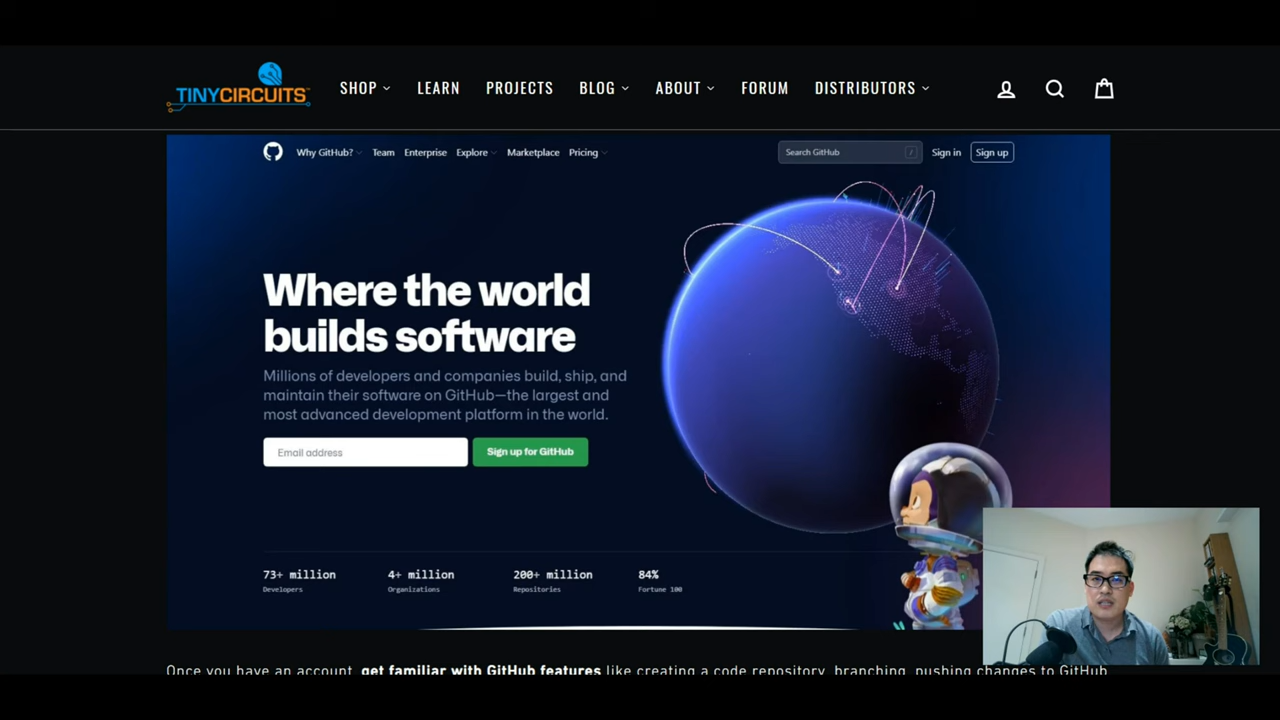 TINYCIRCUITS
SHOP
LEARN
PROJECTS
BLOG
ABOUT
FORUM
DISTRIBUTORS
Why GitHub?
Team
Enterprise
Explore
Marketplace
Pricing
Search GitHub
/
Sign in
Sign up
Where the world
builds software
Millions of developers and companies build, ship, and
maintain their software on GitHub—the largest and
most advanced development platform in the world.
Email address
Sign up for GitHub
73+ million
Developers
4+ million
Organizations
200+ million
Repositories
84%
Fortune 100
Once you have an account, get familiar with GitHub features like creating a code repository, branching, pushing changes to GitHub